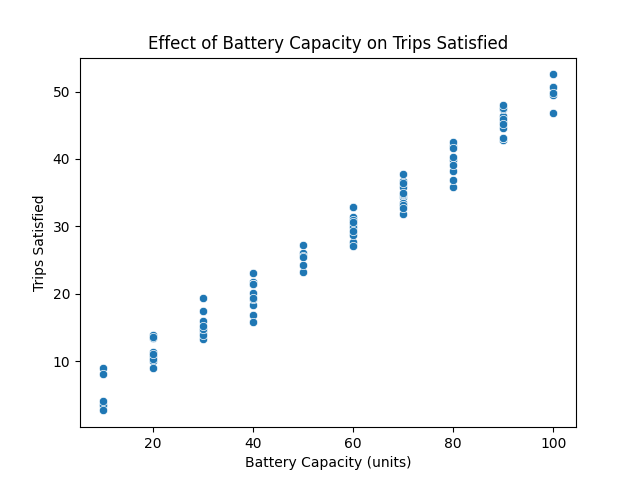 Effect of Battery Capacity on Trips Satisfied
50
40
30
20
10
Trips Satisfied
20 40 60 80 100
Battery Capacity (units)